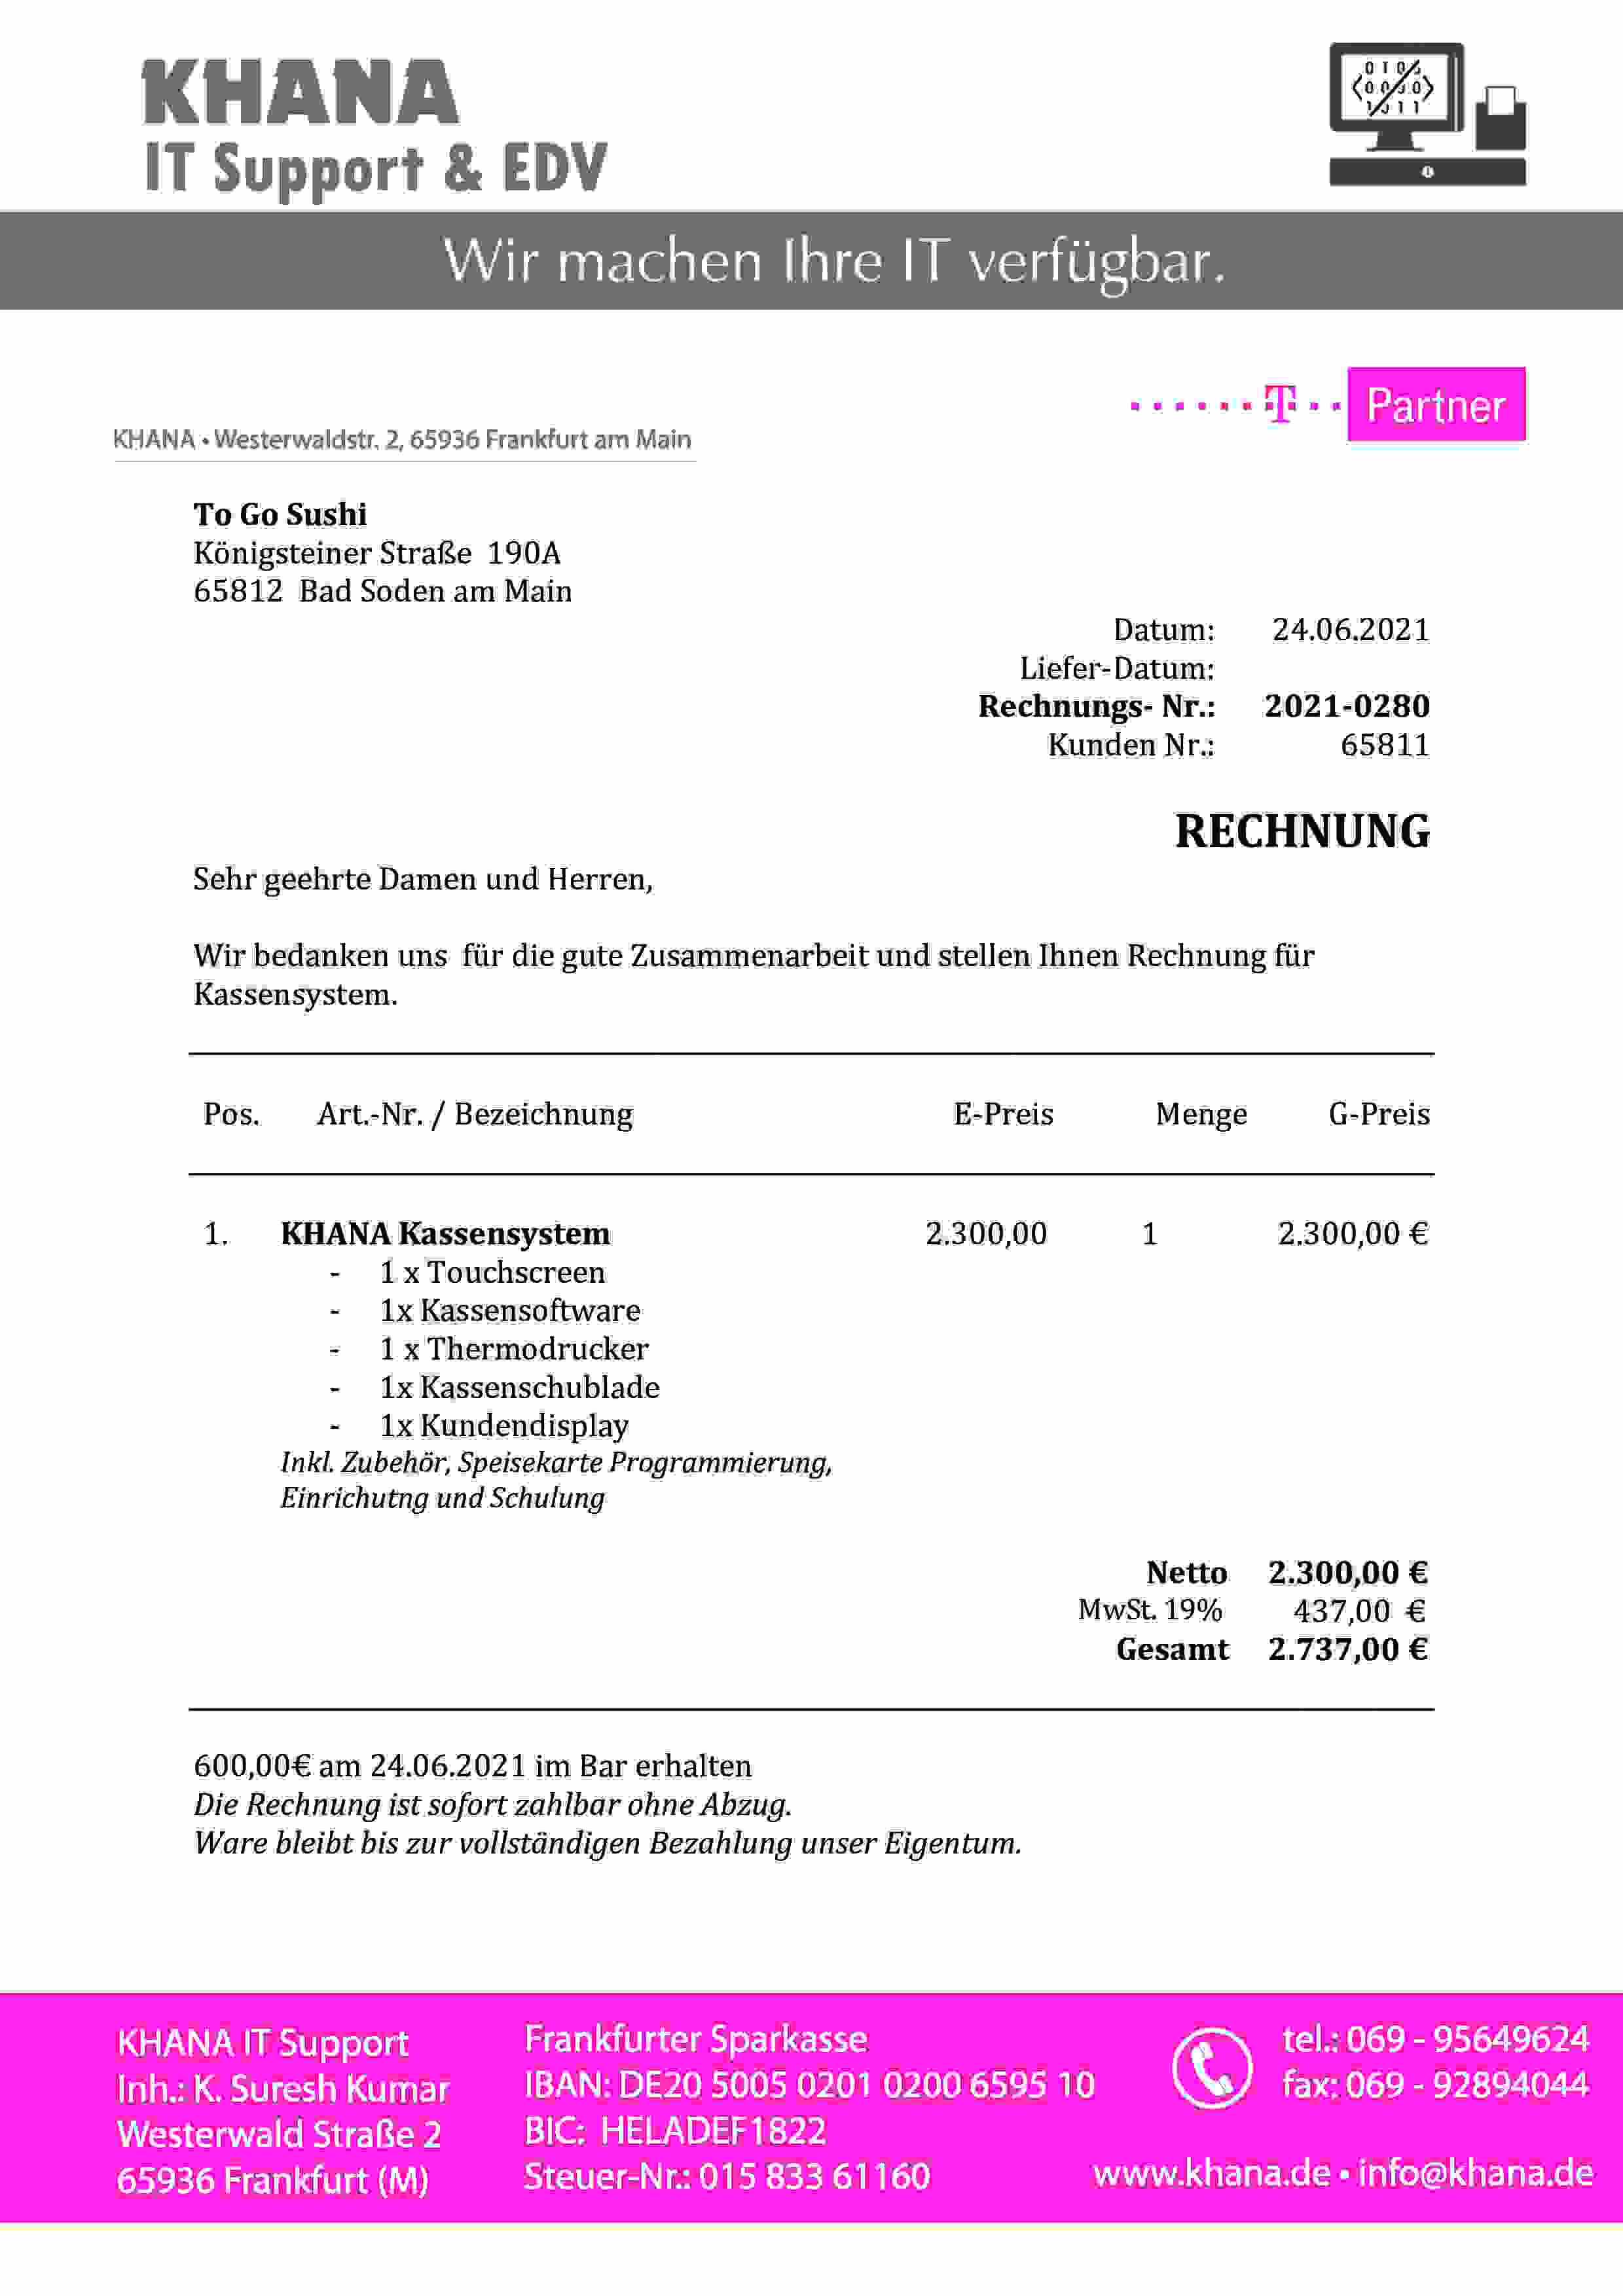 KHANA
IT Support & EDV
Wir machen Ihre IT verfügbar.
T Partner
KHANA • Westerwaldstr. 2, 65936 Frankfurt am Main
To Go Sushi
Königsteiner Straße 190A
65812 Bad Soden am Main
Datum: 24.06.2021
Liefer-Datum:
Rechnungs- Nr.: 2021-0280
Kunden Nr.: 65811
RECHNUNG
Sehr geehrte Damen und Herren,
Wir bedanken uns für die gute Zusammenarbeit und stellen Ihnen Rechnung für
Kassensystem.
Pos. Art.-Nr. / Bezeichnung E-Preis Menge G-Preis
1. KHANA Kassensystem 2.300,00 1 2.300,00 €
- 1 x Touchscreen
- 1x Kassensoftware
- 1 x Thermodrucker
- 1x Kassenschublade
- 1x Kundendisplay
Inkl. Zubehör, Speisekarte Programmierung,
Einrichutng und Schulung
Netto 2.300,00 €
MwSt. 19% 437,00 €
Gesamt 2.737,00 €
600,00€ am 24.06.2021 im Bar erhalten
Die Rechnung ist sofort zahlbar ohne Abzug.
Ware bleibt bis zur vollständigen Bezahlung unser Eigentum.
KHANA IT Support
Inh.: K. Suresh Kumar
Westerwald Straße 2
65936 Frankfurt (M)
Frankfurter Sparkasse
IBAN: DE20 5005 0201 0200 6595 10
BIC: HELADEF1822
Steuer-Nr.: 015 833 61160
tel.: 069 - 95649624
fax: 069 - 92894044
www.khana.de • info@khana.de